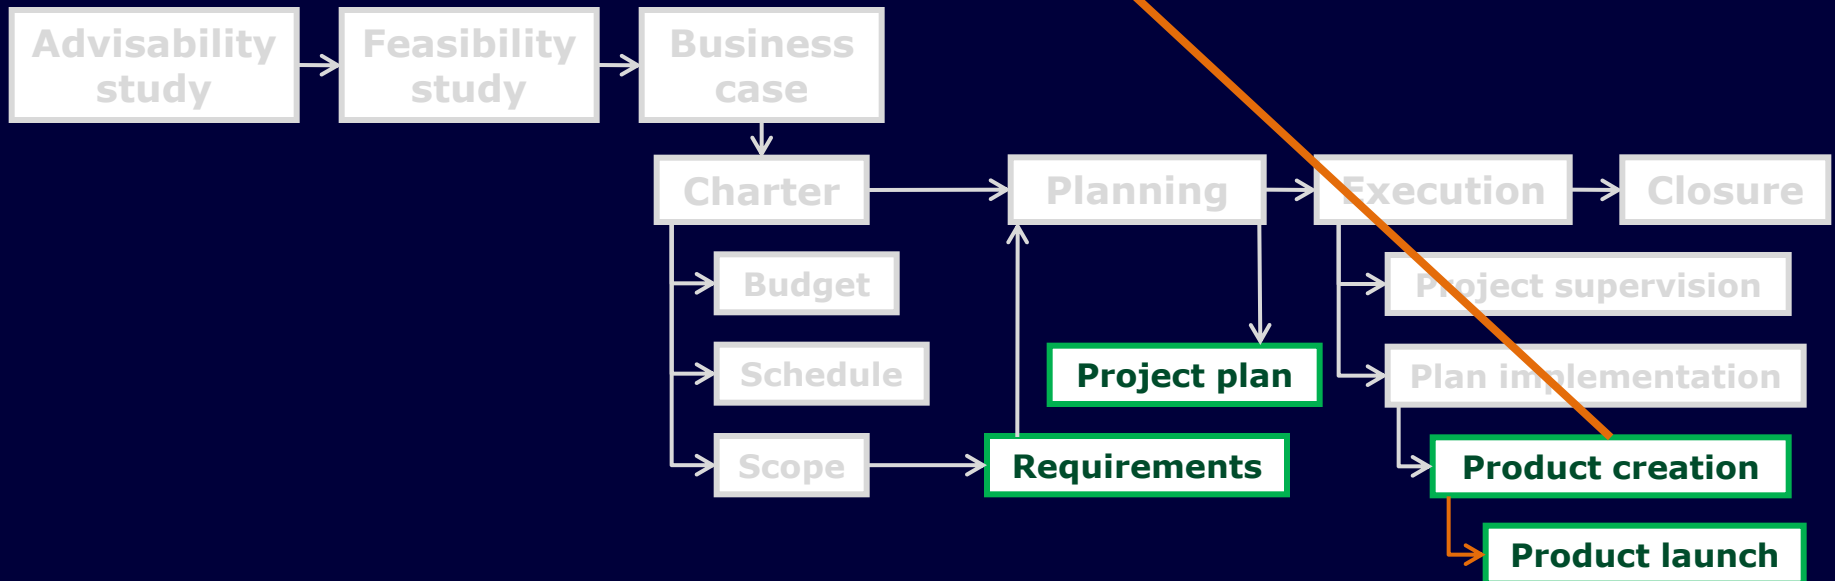 Advisability
study
Feasibility
study
Business
case
Charter
Planning
Execution
Closure
Budget
Project supervision
Schedule
Project plan
Plan implementation
Scope
Requirements
Product creation
Product launch